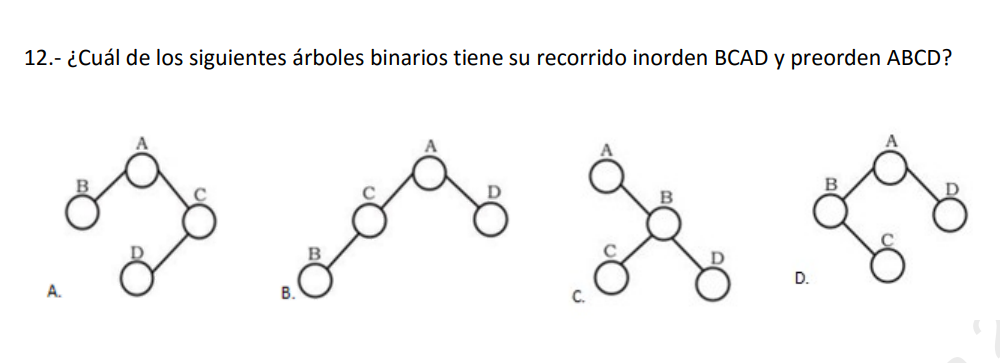 12.- ¿Cuál de los siguientes árboles binarios tiene su recorrido inorden BCAD y preorden ABCD?
A
B
C
D
A.
A
C
D
B
B.
A
B
C
D
C.
A
B
D
C
D.